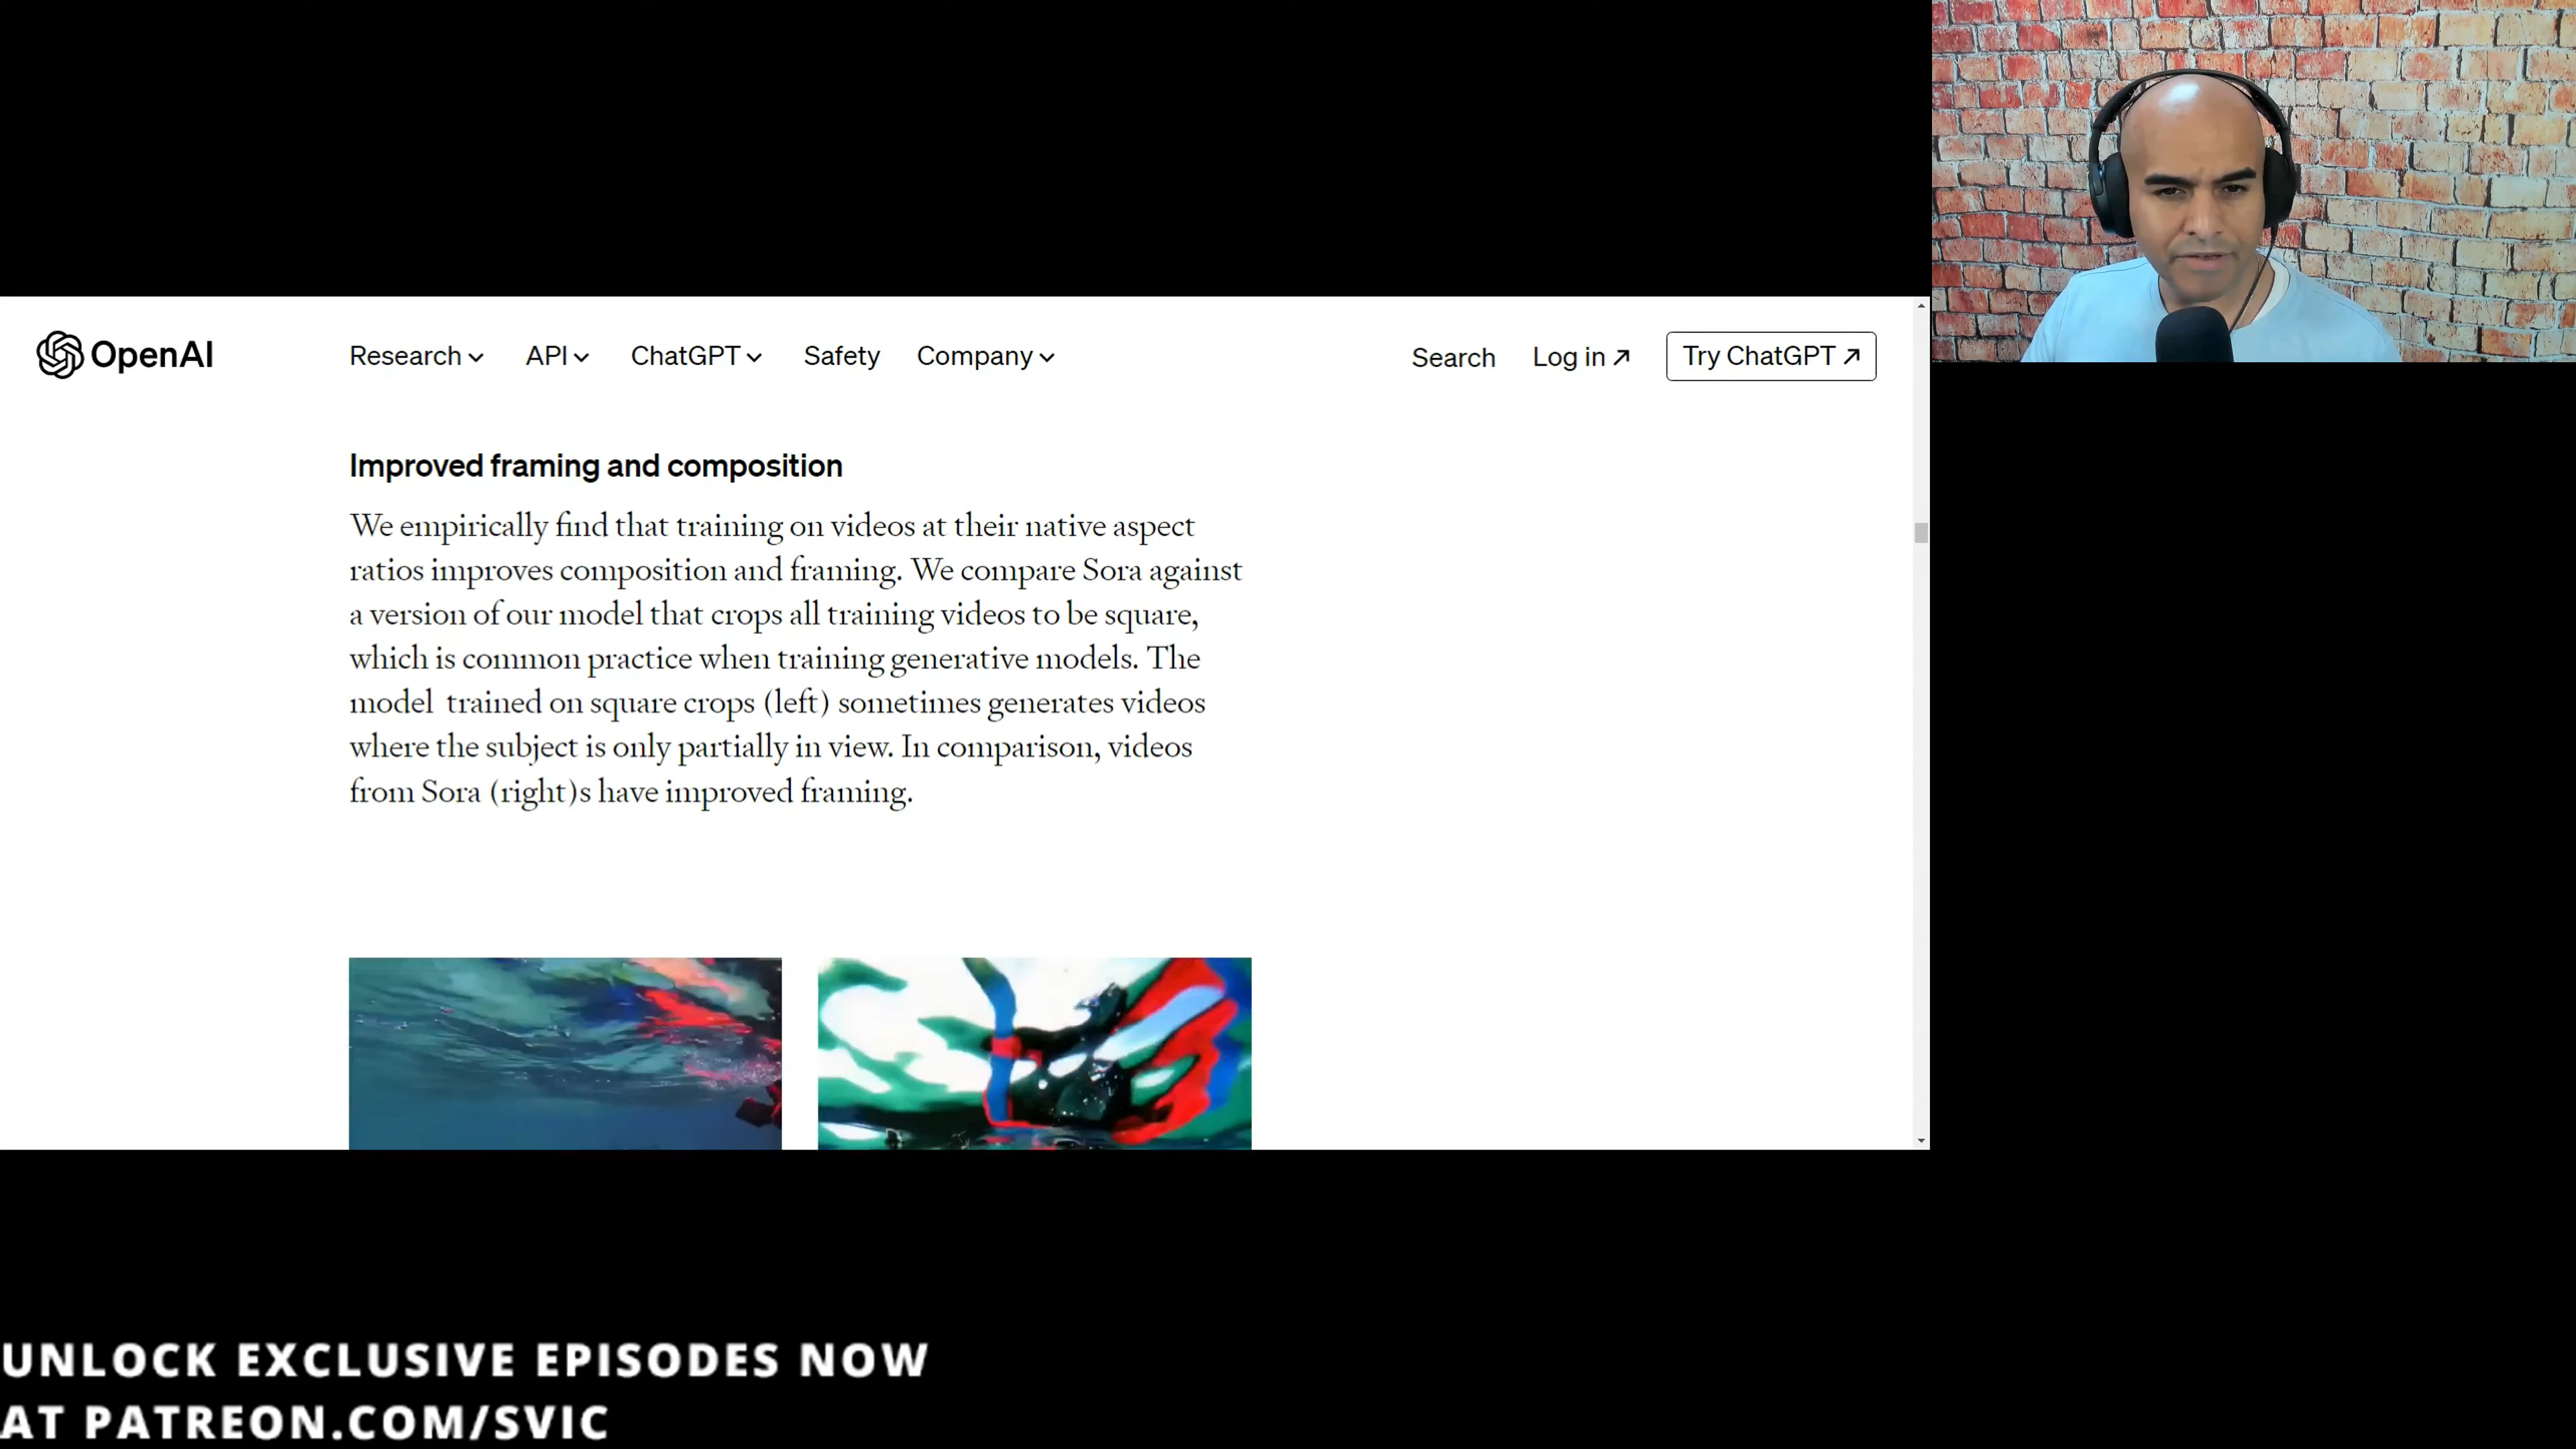 OpenAI
Research
API
ChatGPT
Safety
Company
Search
Log in
Try ChatGPT
Improved framing and composition
We empirically find that training on videos at their native aspect
ratios improves composition and framing. We compare Sora against
a version of our model that crops all training videos to be square,
which is common practice when training generative models. The
model trained on square crops (left) sometimes generates videos
where the subject is only partially in view. In comparison, videos
from Sora (right)s have improved framing.
UNLOCK EXCLUSIVE EPISODES NOW
AT PATREON.COM/SVIC